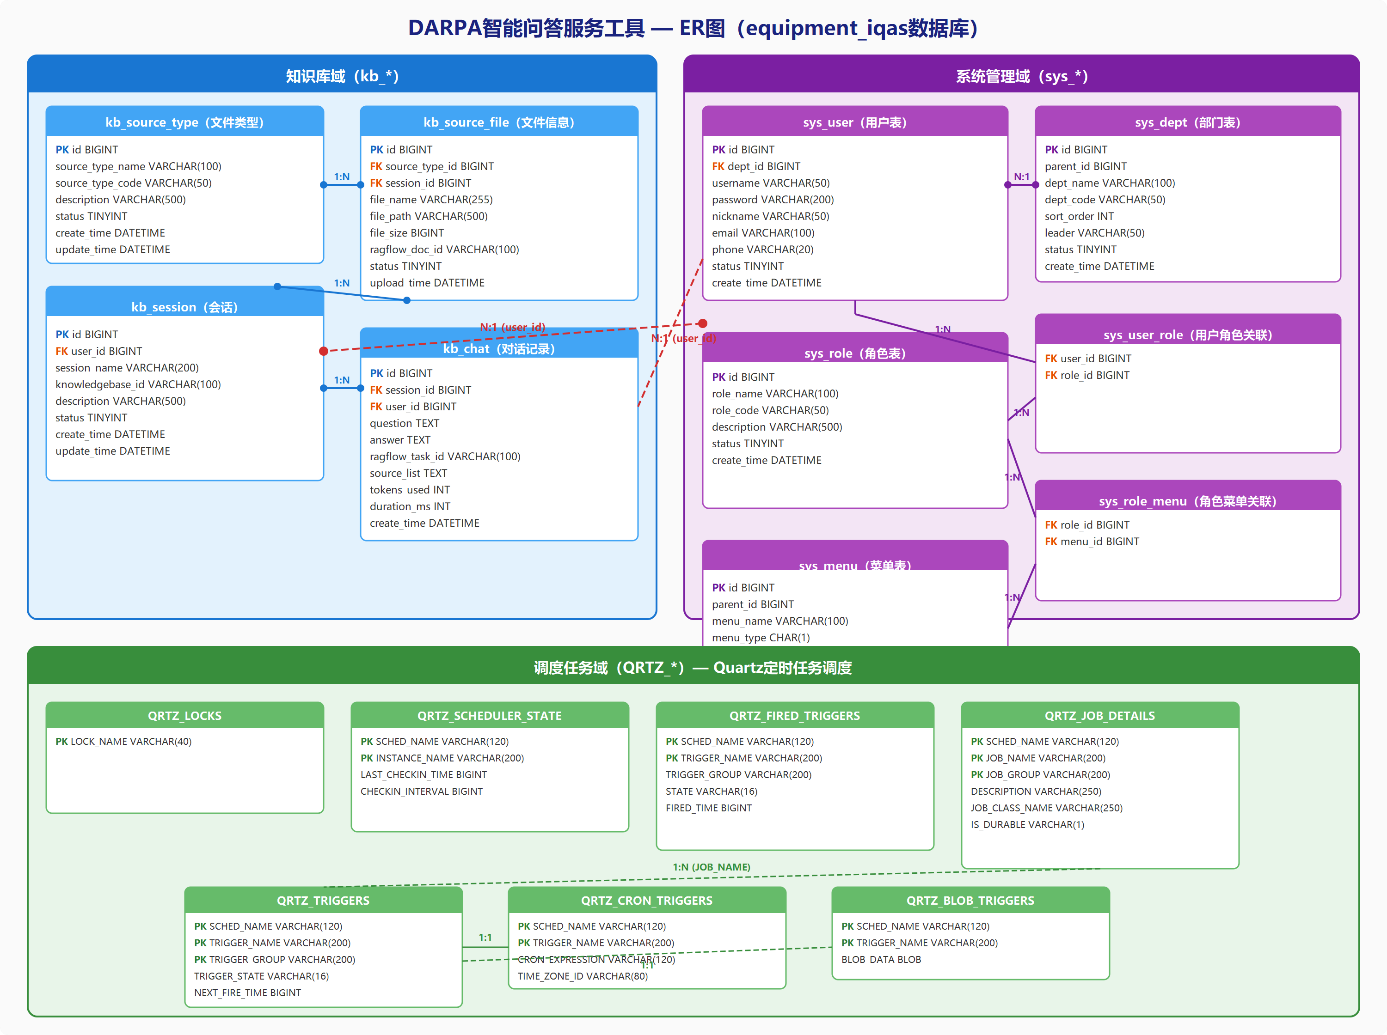 DARPA智能问答服务工具 — ER图（equipment_iqas数据库）
知识库域（kb_*）
kb_source_type（文件类型）
PK id BIGINT
source_type_name VARCHAR(100)
source_type_code VARCHAR(50)
description VARCHAR(500)
status TINYINT
create_time DATETIME
update_time DATETIME
1:N
kb_source_file（文件信息）
PK id BIGINT
FK source_type_id BIGINT
FK session_id BIGINT
file_name VARCHAR(255)
file_path VARCHAR(500)
file_size BIGINT
ragflow_doc_id VARCHAR(100)
status TINYINT
upload_time DATETIME
1:N
kb_session（会话）
PK id BIGINT
FK user_id BIGINT
session_name VARCHAR(200)
knowledgebase_id VARCHAR(100)
description VARCHAR(500)
status TINYINT
create_time DATETIME
update_time DATETIME
1:N
N:1 (user_id)
N:1 (user_id)
kb_chat（对话记录）
PK id BIGINT
FK session_id BIGINT
FK user_id BIGINT
question TEXT
answer TEXT
ragflow_task_id VARCHAR(100)
source_list TEXT
tokens_used INT
duration_ms INT
create_time DATETIME
系统管理域（sys_*）
sys_user（用户表）
PK id BIGINT
FK dept_id BIGINT
username VARCHAR(50)
password VARCHAR(200)
nickname VARCHAR(50)
email VARCHAR(100)
phone VARCHAR(20)
status TINYINT
create_time DATETIME
N:1
sys_dept（部门表）
PK id BIGINT
parent_id BIGINT
dept_name VARCHAR(100)
dept_code VARCHAR(50)
sort_order INT
leader VARCHAR(50)
status TINYINT
create_time DATETIME
1:N
sys_role（角色表）
PK id BIGINT
role_name VARCHAR(100)
role_code VARCHAR(50)
description VARCHAR(500)
status TINYINT
create_time DATETIME
sys_user_role（用户角色关联）
FK user_id BIGINT
FK role_id BIGINT
1:N
1:N
sys_role_menu（角色菜单关联）
FK role_id BIGINT
FK menu_id BIGINT
1:N
sys_menu（菜单表）
PK id BIGINT
parent_id BIGINT
menu_name VARCHAR(100)
menu_type CHAR(1)
调度任务域（QRTZ_*）— Quartz定时任务调度
QRTZ_LOCKS
PK LOCK_NAME VARCHAR(40)
QRTZ_SCHEDULER_STATE
PK SCHED_NAME VARCHAR(120)
PK INSTANCE_NAME VARCHAR(200)
LAST_CHECKIN_TIME BIGINT
CHECKIN_INTERVAL BIGINT
QRTZ_FIRED_TRIGGERS
PK SCHED_NAME VARCHAR(120)
PK TRIGGER_NAME VARCHAR(200)
TRIGGER_GROUP VARCHAR(200)
STATE VARCHAR(16)
FIRED_TIME BIGINT
QRTZ_JOB_DETAILS
PK SCHED_NAME VARCHAR(120)
PK JOB_NAME VARCHAR(200)
PK JOB_GROUP VARCHAR(200)
DESCRIPTION VARCHAR(250)
JOB_CLASS_NAME VARCHAR(250)
IS_DURABLE VARCHAR(1)
1:N (JOB_NAME)
QRTZ_TRIGGERS
PK SCHED_NAME VARCHAR(120)
PK TRIGGER_NAME VARCHAR(200)
PK TRIGGER_GROUP VARCHAR(200)
TRIGGER_STATE VARCHAR(16)
NEXT_FIRE_TIME BIGINT
1:1
QRTZ_CRON_TRIGGERS
PK SCHED_NAME VARCHAR(120)
PK TRIGGER_NAME VARCHAR(200)
CRON_EXPRESSION VARCHAR(120)
1:1
TIME_ZONE_ID VARCHAR(80)
QRTZ_BLOB_TRIGGERS
PK SCHED_NAME VARCHAR(120)
PK TRIGGER_NAME VARCHAR(200)
BLOB_DATA BLOB